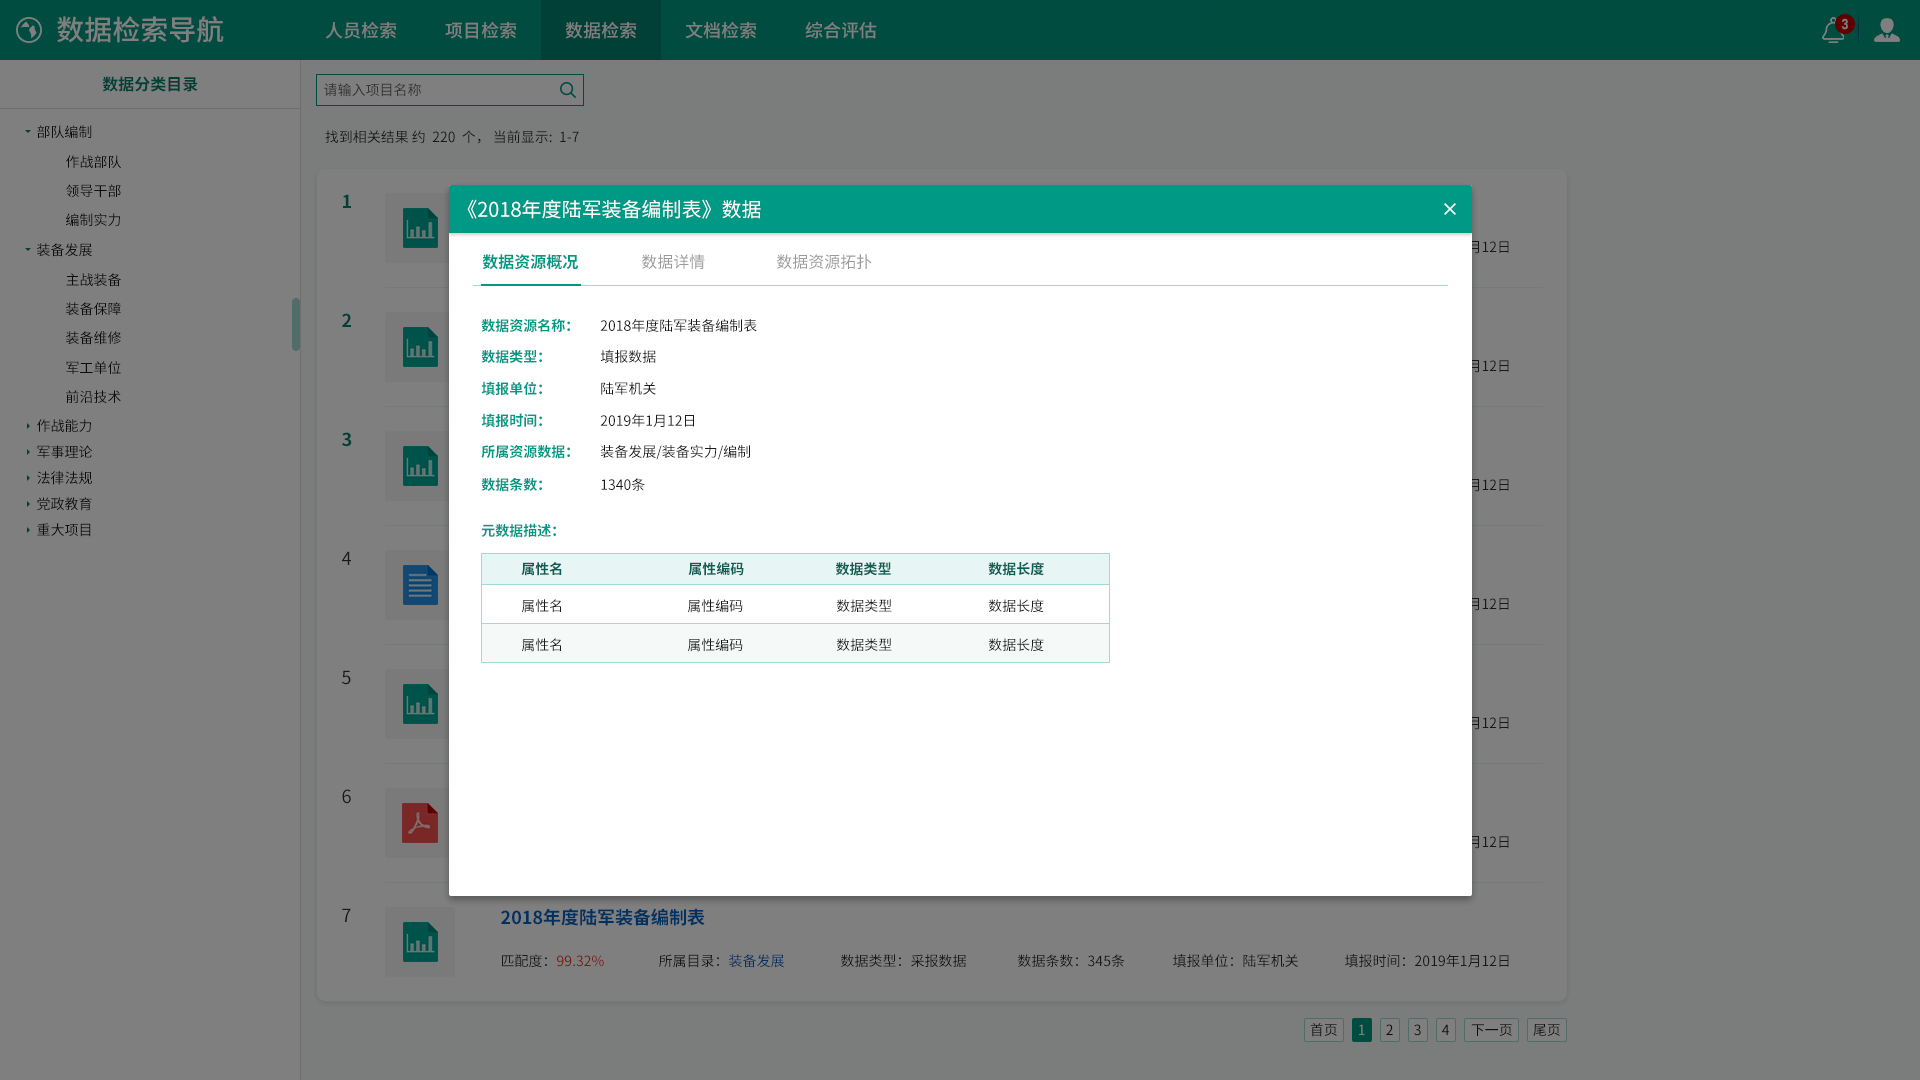 数据检索导航 人员检索 项目检索 数据检索 文档检索 综合评估 3
数据分类目录
请输入项目名称
找到相关结果 约 220 个， 当前显示: 1-7
部队编制
作战部队
领导干部
编制实力
装备发展
主战装备
装备保障
装备维修
军工单位
前沿技术
作战能力
军事理论
法律法规
党政教育
重大项目
1
月12日
2
月12日
3
月12日
4
月12日
5
月12日
6
月12日
《2018年度陆军装备编制表》数据
数据资源概况 数据详情 数据资源拓扑
数据资源名称： 2018年度陆军装备编制表
数据类型： 填报数据
填报单位： 陆军机关
填报时间： 2019年1月12日
所属资源数据： 装备发展/装备实力/编制
数据条数： 1340条
元数据描述：
属性名 属性编码 数据类型 数据长度
属性名 属性编码 数据类型 数据长度
属性名 属性编码 数据类型 数据长度
7 2018年度陆军装备编制表
匹配度：99.32% 所属目录：装备发展 数据类型：采报数据 数据条数：345条 填报单位：陆军机关 填报时间：2019年1月12日
首页 1 2 3 4 下一页 尾页